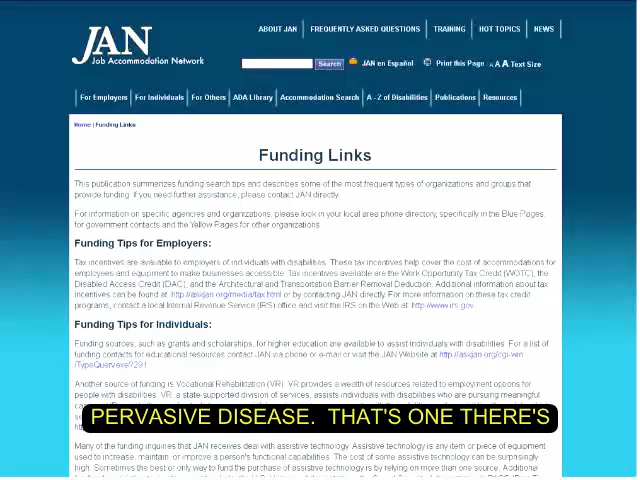 ABOUT JAN FREQUENTLY ASKED QUESTIONS TRAINING HOT TOPICS NEWS
JAN
Job Accommodation Network
Search JAN en Español Print this Page A A A Text Size
For Employers For Individuals For Others ADA Library Accommodation Search A - Z of Disabilities Publications Resources
Home | Funding Links
Funding Links
This publication summarizes funding search tips and describes some of the most frequent types of organizations and groups that
provide funding. If you need further assistance, please contact JAN directly.
For information on specific agencies and organizations, please look in your local area phone directory, specifically in the Blue Pages,
for government contacts and the Yellow Pages for other organizations.
Funding Tips for Employers:
Tax incentives are available to employers of individuals with disabilities. These tax incentives help cover the cost of accommodations for
employees and equipment to make businesses accessible. Tax incentives available are the Work Opportunity Tax Credit (WOTC), the
Disabled Access Credit (DAC), and the Architectural and Transportation Barrier Removal Deduction. Additional information about tax
incentives can be found at: http://askjan.org/media/tax.html or by contacting JAN directly. For more information on these tax credit
programs, contact a local Internal Revenue Service (IRS) office and visit the IRS on the Web at: http://www.irs.gov.
Funding Tips for Individuals:
Funding sources, such as grants and scholarships, for higher education are available to assist individuals with disabilities. For a list of
funding contacts for educational resources contact JAN via phone or e-mail or visit the JAN Website at http://askjan.org/cgi-win
/TypeQuery.exe?291
Another source of funding is Vocational Rehabilitation (VR). VR provides a wealth of resources related to employment options for
people with disabilities. VR, a state-supported division of services, assists individuals with disabilities who are pursuing meaningful
PERVASIVE DISEASE. THAT'S ONE THERE'S
Many of the funding inquiries that JAN receives deal with assistive technology. Assistive technology is any item or piece of equipment
used to increase, maintain, or improve a person's functional capabilities. The cost of some assistive technology can be surprisingly
high. Sometimes the best or only way to fund the purchase of assistive technology is by relying on more than one source. Additional